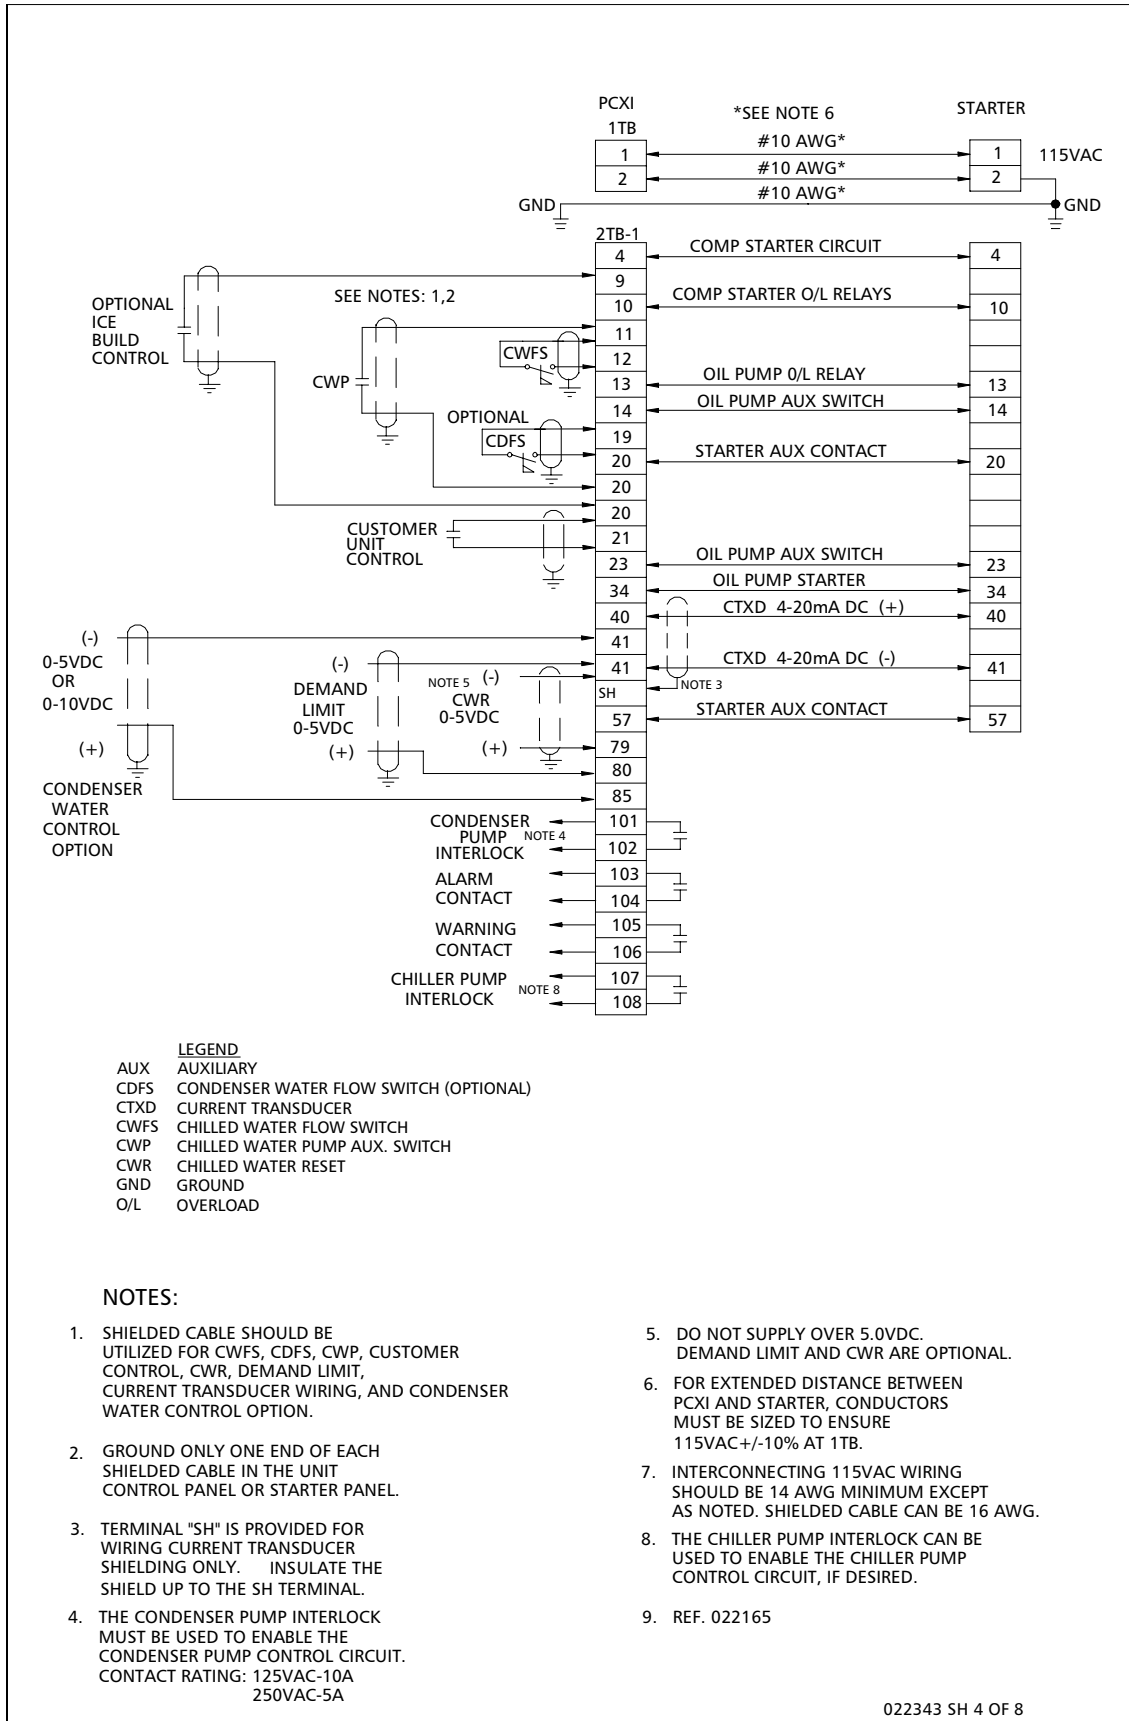 PCXI
1TB
*SEE NOTE 6
STARTER
1
#10 AWG*
1
115VAC
2
#10 AWG*
2
#10 AWG*
GND
GND
2TB-1
4
COMP STARTER CIRCUIT
4
9
SEE NOTES: 1,2
10
COMP STARTER O/L RELAYS
10
OPTIONAL
ICE
BUILD
CONTROL
11
CWFS
12
CWP
13
OIL PUMP 0/L RELAY
13
14
OIL PUMP AUX SWITCH
14
OPTIONAL
CDFS
19
20
STARTER AUX CONTACT
20
20
20
CUSTOMER
UNIT
CONTROL
21
23
OIL PUMP AUX SWITCH
23
34
OIL PUMP STARTER
34
40
CTXD 4-20mA DC (+)
40
41
41
CTXD 4-20mA DC (-)
41
SH
NOTE 3
57
STARTER AUX CONTACT
57
79
80
85
(-)
0-5VDC
OR
0-10VDC
(+)
CONDENSER
WATER
CONTROL
OPTION
(-)
DEMAND
LIMIT
0-5VDC
(+)
NOTE 5 (-)
CWR
0-5VDC
(+)
CONDENSER
PUMP NOTE 4
INTERLOCK
101
102
ALARM
CONTACT
103
104
WARNING
CONTACT
105
106
CHILLER PUMP
INTERLOCK NOTE 8
107
108
LEGEND
AUX AUXILIARY
CDFS CONDENSER WATER FLOW SWITCH (OPTIONAL)
CTXD CURRENT TRANSDUCER
CWFS CHILLED WATER FLOW SWITCH
CWP CHILLED WATER PUMP AUX. SWITCH
CWR CHILLED WATER RESET
GND GROUND
O/L OVERLOAD
NOTES:
1. SHIELDED CABLE SHOULD BE
UTILIZED FOR CWFS, CDFS, CWP, CUSTOMER
CONTROL, CWR, DEMAND LIMIT,
CURRENT TRANSDUCER WIRING, AND CONDENSER
WATER CONTROL OPTION.
2. GROUND ONLY ONE END OF EACH
SHIELDED CABLE IN THE UNIT
CONTROL PANEL OR STARTER PANEL.
3. TERMINAL "SH" IS PROVIDED FOR
WIRING CURRENT TRANSDUCER
SHIELDING ONLY. INSULATE THE
SHIELD UP TO THE SH TERMINAL.
4. THE CONDENSER PUMP INTERLOCK
MUST BE USED TO ENABLE THE
CONDENSER PUMP CONTROL CIRCUIT.
CONTACT RATING: 125VAC-10A
250VAC-5A
5. DO NOT SUPPLY OVER 5.0VDC.
DEMAND LIMIT AND CWR ARE OPTIONAL.
6. FOR EXTENDED DISTANCE BETWEEN
PCXI AND STARTER, CONDUCTORS
MUST BE SIZED TO ENSURE
115VAC+/-10% AT 1TB.
7. INTERCONNECTING 115VAC WIRING
SHOULD BE 14 AWG MINIMUM EXCEPT
AS NOTED. SHIELDED CABLE CAN BE 16 AWG.
8. THE CHILLER PUMP INTERLOCK CAN BE
USED TO ENABLE THE CHILLER PUMP
CONTROL CIRCUIT, IF DESIRED.
9. REF. 022165
022343 SH 4 OF 8